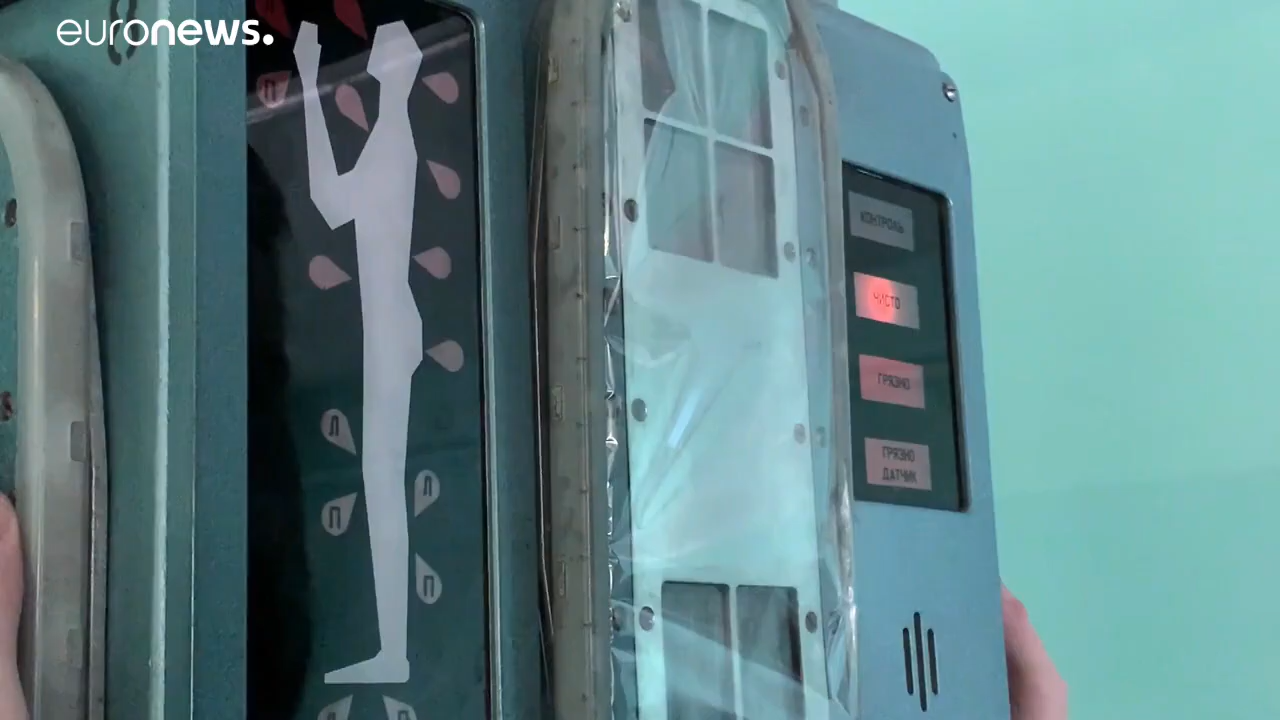 euronews.
П
Л
П
Л
П
П
КОНТРОЛЬ
ЧИСТО
ГРЯЗНО
ГРЯЗНО
ДАТЧИК